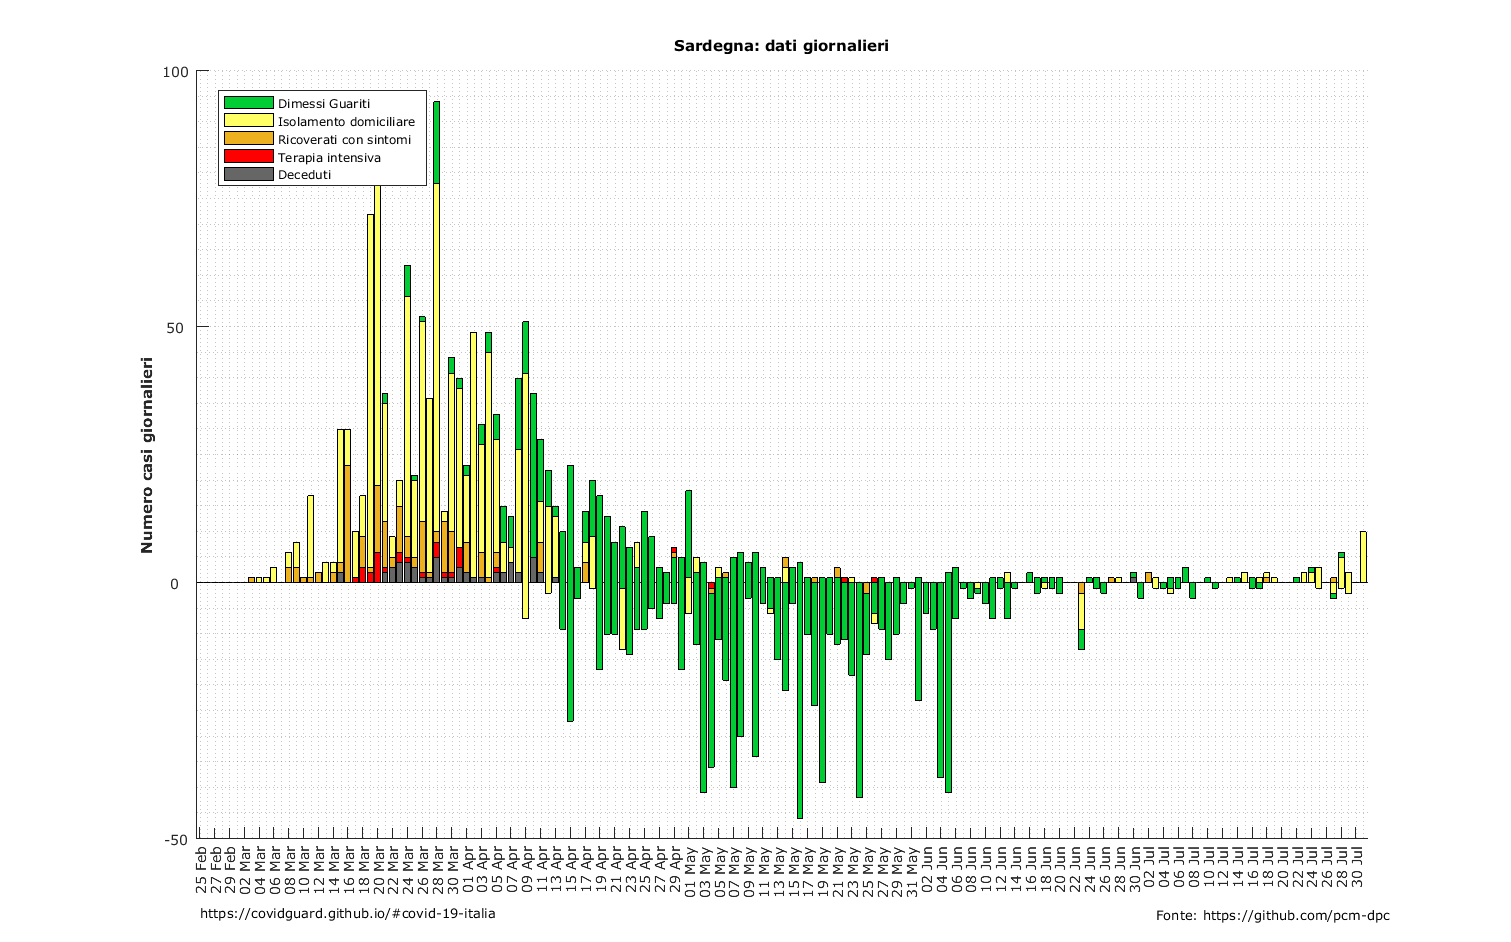 Sardegna: dati giornalieri
100
Dimessi Guariti
Isolamento domiciliare
Ricoverati con sintomi
Terapia intensiva
Deceduti
50
Numero casi giornalieri
0
-50
25 Feb
27 Feb
29 Feb
02 Mar
04 Mar
06 Mar
08 Mar
10 Mar
12 Mar
14 Mar
16 Mar
18 Mar
20 Mar
22 Mar
24 Mar
26 Mar
28 Mar
30 Mar
01 Apr
03 Apr
05 Apr
07 Apr
09 Apr
11 Apr
13 Apr
15 Apr
17 Apr
19 Apr
21 Apr
23 Apr
25 Apr
27 Apr
29 Apr
01 May
03 May
05 May
07 May
09 May
11 May
13 May
15 May
17 May
19 May
21 May
23 May
25 May
27 May
29 May
31 May
02 Jun
04 Jun
06 Jun
08 Jun
10 Jun
12 Jun
14 Jun
16 Jun
18 Jun
20 Jun
22 Jun
24 Jun
26 Jun
28 Jun
30 Jun
02 Jul
04 Jul
06 Jul
08 Jul
10 Jul
12 Jul
14 Jul
16 Jul
18 Jul
20 Jul
22 Jul
24 Jul
26 Jul
28 Jul
30 Jul
https://covidguard.github.io/#covid-19-italia
Fonte: https://github.com/pcm-dpc